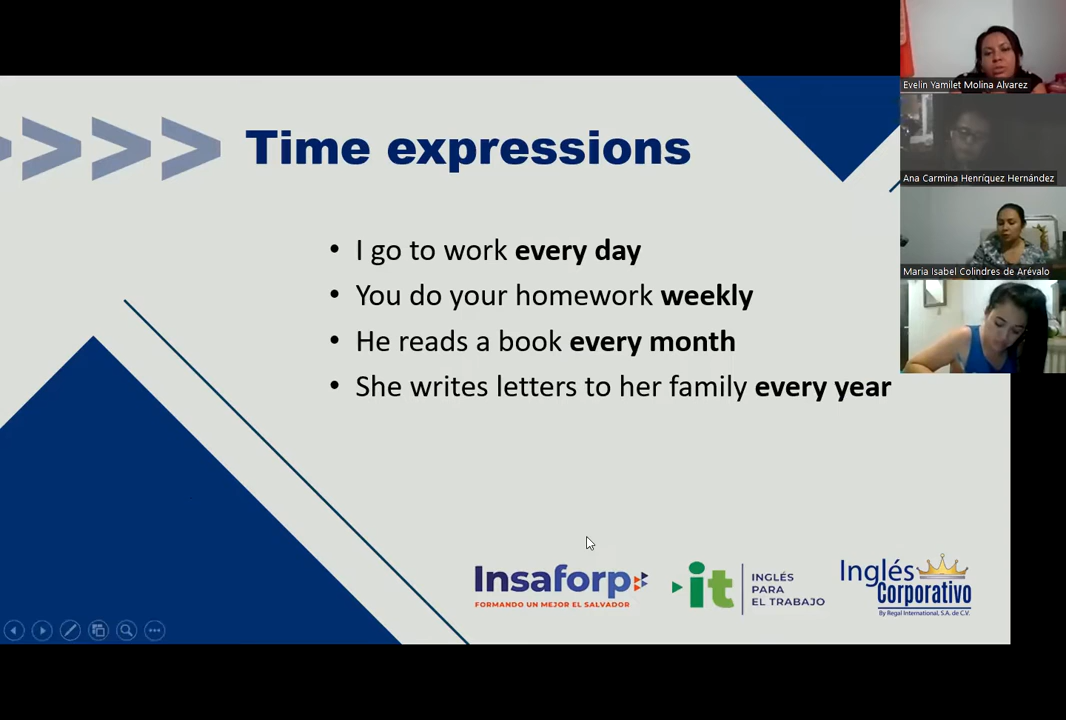 Time expressions
• I go to work every day
• You do your homework weekly
• He reads a book every month
• She writes letters to her family every year
Insaforp
FORMANDO UN MEJOR EL SALVADOR
it
INGLÉS
PARA
EL TRABAJO
Inglés
Corporativo
By Regal International, S.A. de C.V.
Evelin Yamilet Molina Alvarez
Ana Carmina Henríquez Hernández
Maria Isabel Colindres de Arévalo